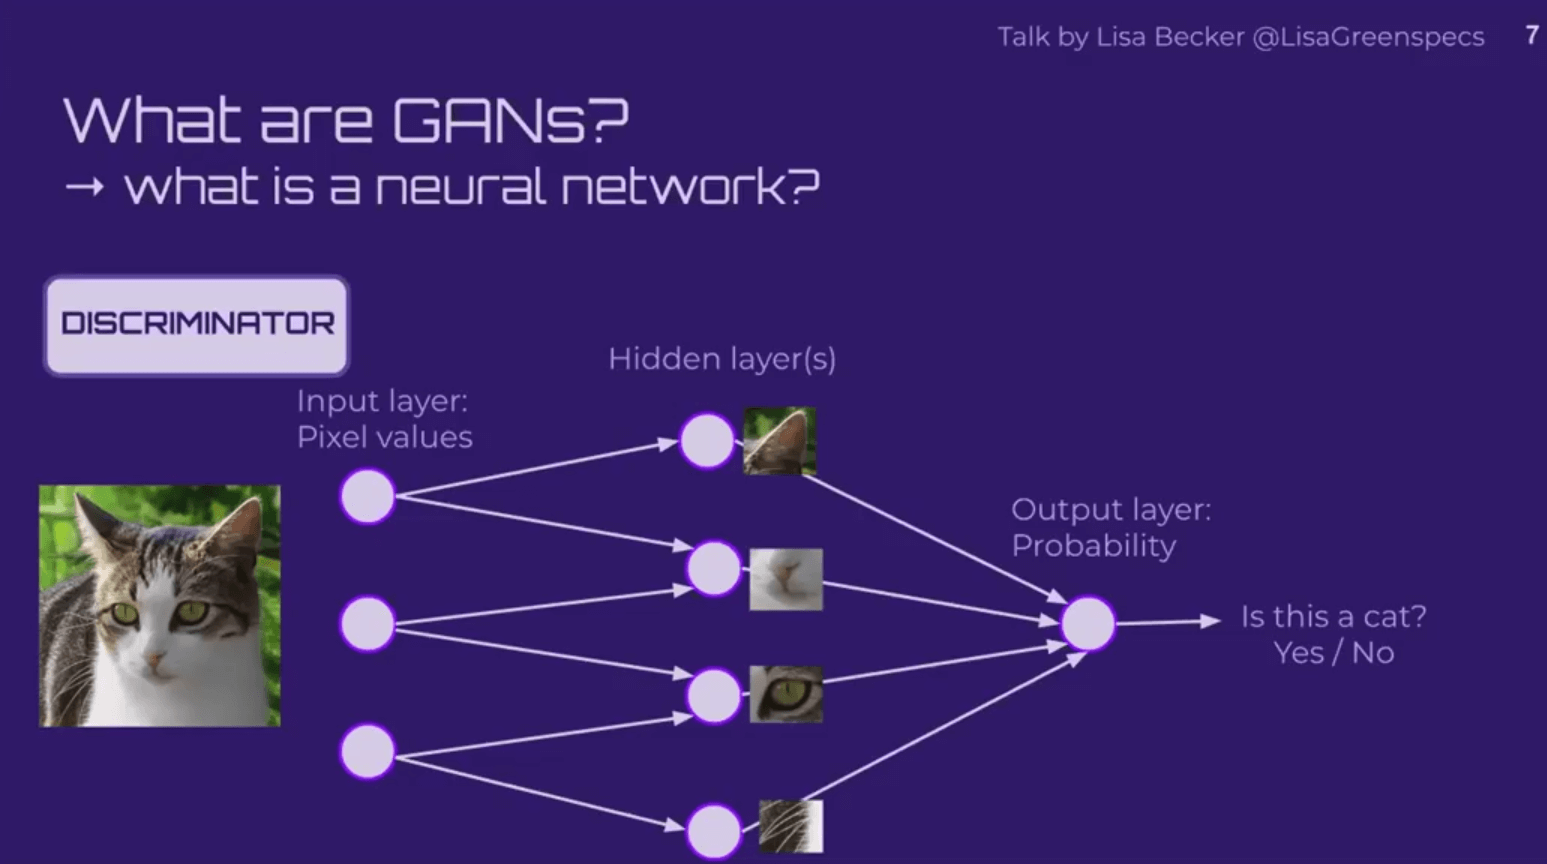 Talk by Lisa Becker @LisaGreenspecs 7
What are GANs?
→ what is a neural network?
DISCRIMINATOR
Hidden layer(s)
Input layer:
Pixel values
Output layer:
Probability
Is this a cat?
Yes / No